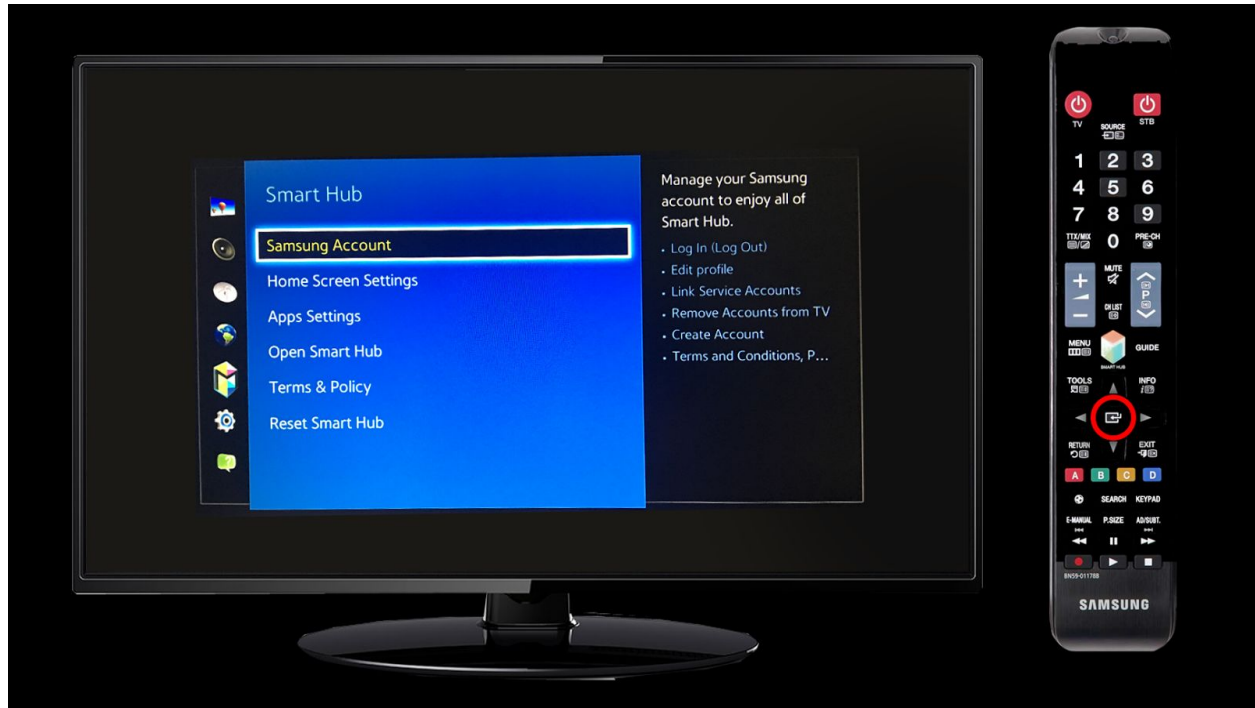 Smart Hub
Samsung Account
Home Screen Settings
Apps Settings
Open Smart Hub
Terms & Policy
Reset Smart Hub
Manage your Samsung
account to enjoy all of
Smart Hub.
• Log In (Log Out)
• Edit profile
• Link Service Accounts
• Remove Accounts from TV
• Create Account
• Terms and Conditions, P...
TV SOURCE STB
1 2 3
4 5 6
7 8 9
TTX/MIX 0 PRE-CH
+ MUTE
P
− CH LIST
MENU GUIDE
SMART HUB
TOOLS INFO
RETURN EXIT
A B C D
SEARCH KEYPAD
E-MANUAL P.SIZE AD/SUBT.
BN59-01178B
SAMSUNG